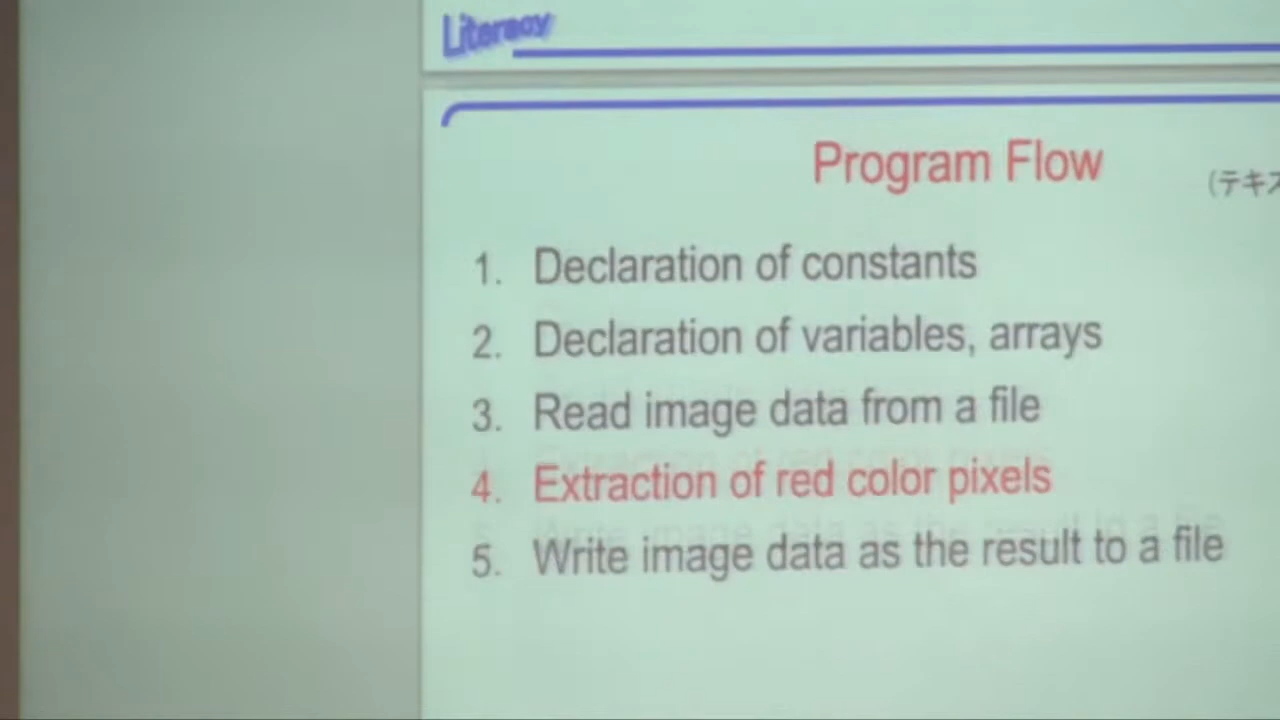 Literacy
Program Flow
(テキス
1. Declaration of constants
2. Declaration of variables, arrays
3. Read image data from a file
4. Extraction of red color pixels
5. Write image data as the result to a file